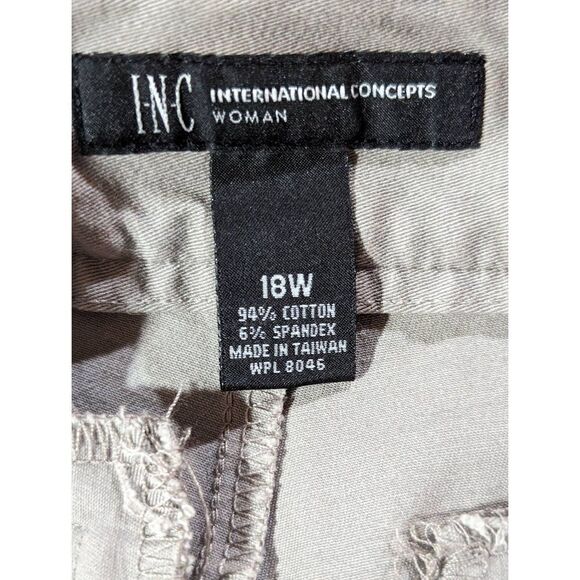 I·N·C INTERNATIONAL CONCEPTS
WOMAN
18W
94% COTTON
6% SPANDEX
MADE IN TAIWAN
WPL 8046